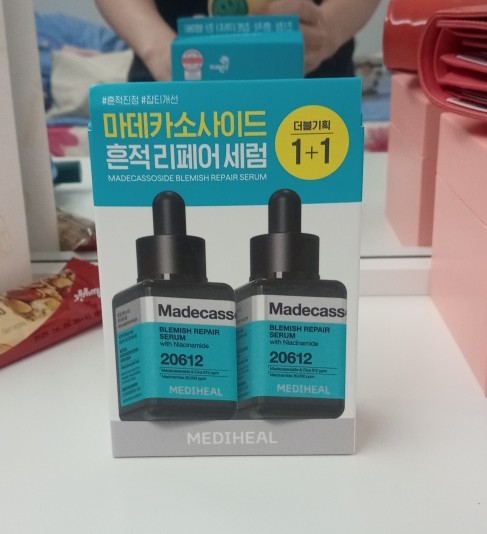 #흔적진정 #잡티개선
마데카소사이드
흔적 리페어 세럼
MADECASSOSIDE BLEMISH REPAIR SERUM
더블기획
1+1
Madecasso
BLEMISH REPAIR
SERUM
with Niacinamide
20612
MEDIHEAL
Madecasso
BLEMISH REPAIR
SERUM
with Niacinamide
20612
MEDIHEAL
MEDIHEAL